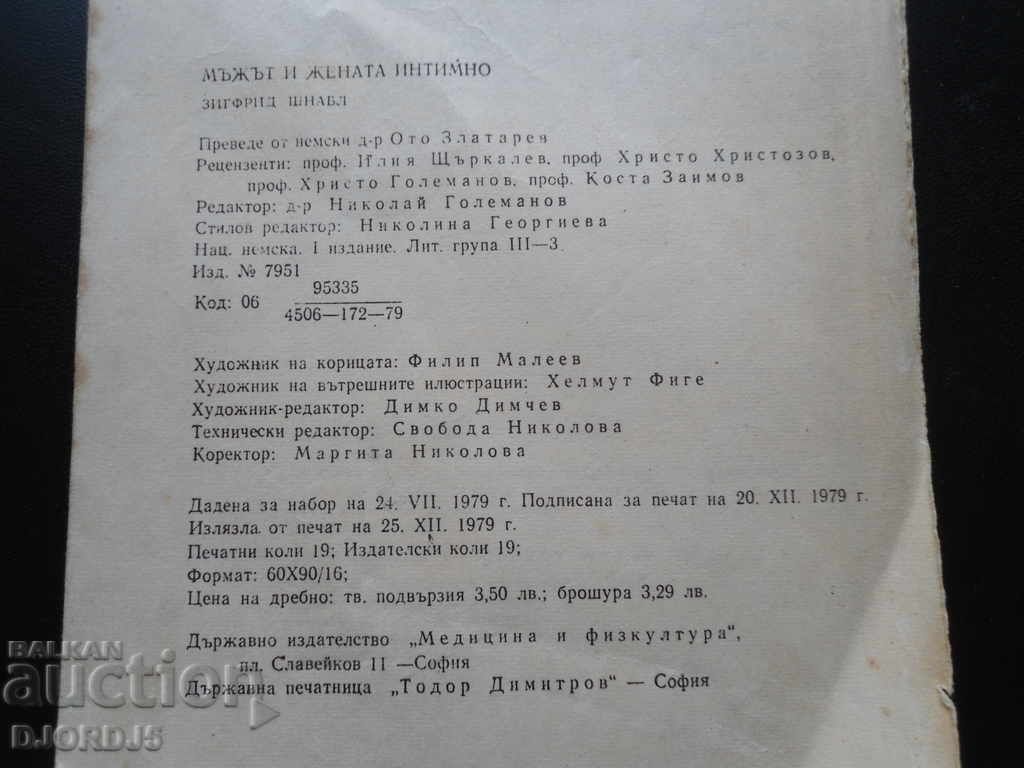 МЪЖЪТ И ЖЕНАТА ИНТИМНО
ЗИГФРИД ШНАБЛ
Преведе от немски д-р Ото Златарев
Рецензенти: проф. Илия Щъркалев, проф Христо Христозов,
проф. Христо Големанов, проф. Коста Заимов
Редактор: д-р Николай Големанов
Стилов редактор: Николина Георгиева
Нац. немска. I издание. Лит. група III—3
Изд. № 7951
Код: 06 95335
4506—172—79
Художник на корицата: Филип Малеев
Художник на вътрешните илюстрации: Хелмут Фиге
Художник-редактор: Димко Димчев
Технически редактор: Свобода Николова
Коректор: Маргита Николова
Дадена за набор на 24. VII. 1979 г. Подписана за печат на 20. XII. 1979 г.
Излязла от печат на 25. XII. 1979 г.
Печатни коли 19; Издателски коли 19;
Формат: 60X90/16;
Цена на дребно: тв. подвързия 3,50 лв.; брошура 3,29 лв.
Държавно издателство „Медицина и физкултура“,
пл. Славейков 11 —София
Държавна печатница „Тодор Димитров“ — София
BALKAN
auction
DJORDJ5